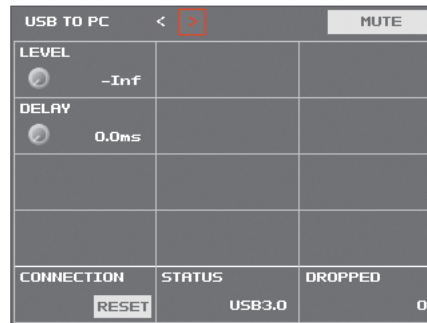 USB TO PC < > MUTE
LEVEL
-Inf
DELAY
0.0ms
CONNECTION STATUS DROPPED
RESET USB3.0 0